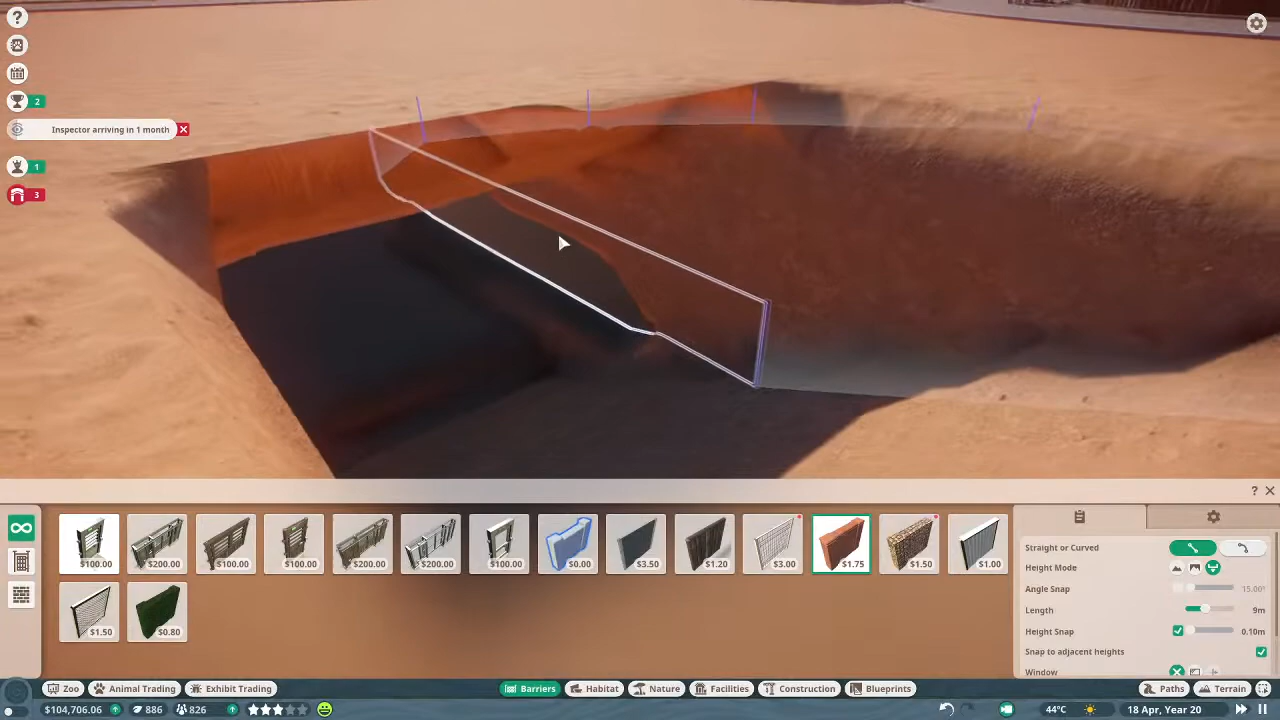 ?
2
Inspector arriving in 1 month
1
3
?
$100.00
$200.00
$100.00
$100.00
$200.00
$200.00
$100.00
$0.00
$3.50
$1.20
$3.00
$1.75
$1.50
$1.00
$1.50
$0.80
Straight or Curved
Height Mode
Angle Snap 15.00°
Length 9m
Height Snap 0.10m
Snap to adjacent heights
Window
Zoo
Animal Trading
Exhibit Trading
Barriers
Habitat
Nature
Facilities
Construction
Blueprints
Paths
Terrain
$104,706.06
886
826
44°C
18 Apr, Year 20